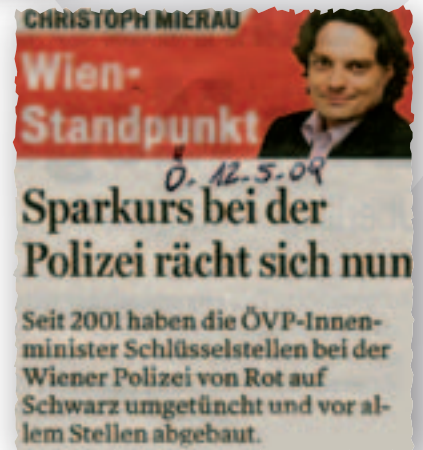 CHRISTOPH MIERAU
Wien-
Standpunkt
Ö. 12-5-09
Sparkurs bei der
Polizei rächt sich nun
Seit 2001 haben die ÖVP-Innen-
minister Schlüsselstellen bei der
Wiener Polizei von Rot auf
Schwarz umgetüncht und vor al-
lem Stellen abgebaut.